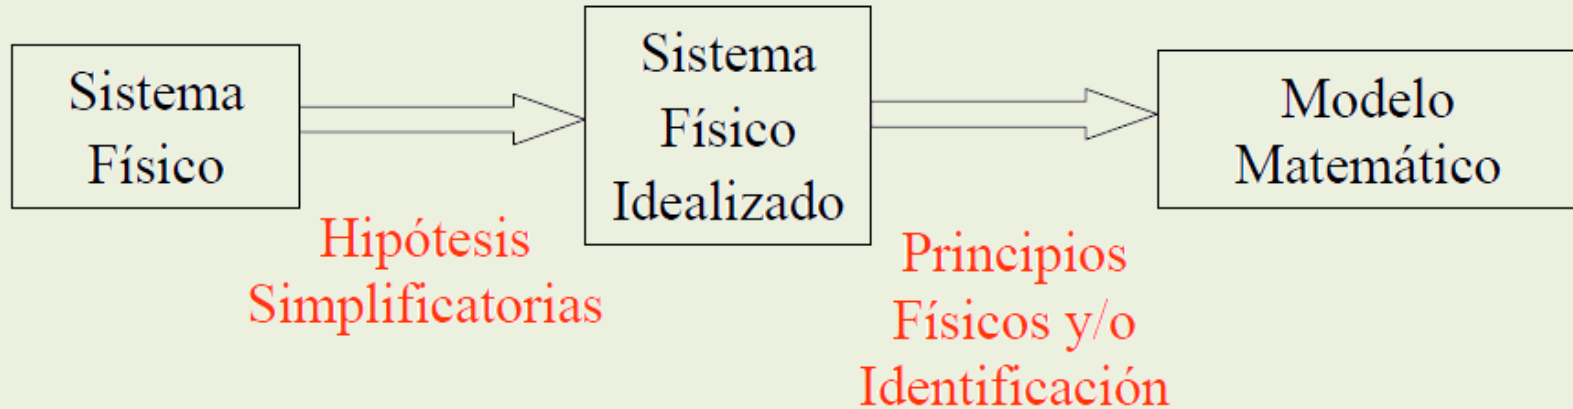 Sistema
Físico
Hipótesis
Simplificatorias
Sistema
Físico
Idealizado
Principios
Físicos y/o
Identificación
Modelo
Matemático